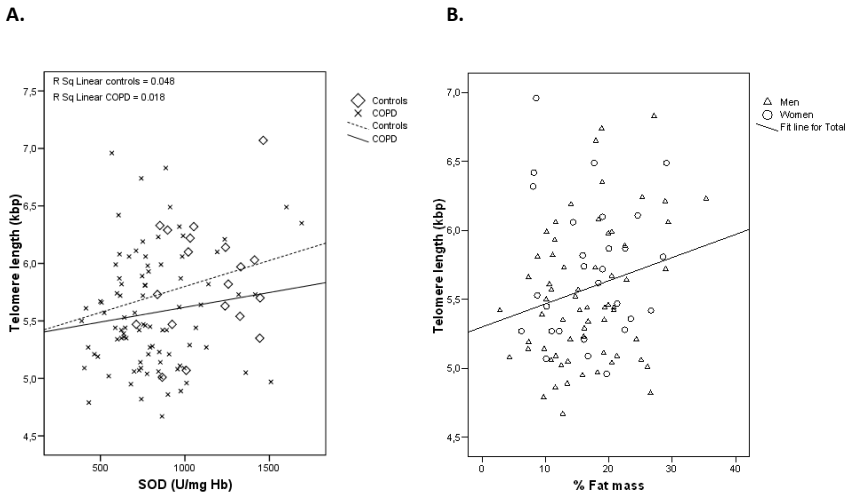 A.
R Sq Linear controls = 0.048
R Sq Linear COPD = 0.018
Controls
COPD
Controls
COPD
7,5
7,0
6,5
6,0
5,5
5,0
4,5
Telomere length (kbp)
500
1000
1500
SOD (U/mg Hb)
B.
Men
Women
Fit line for Total
7,0
6,5
6,0
5,5
5,0
4,5
Telomere length (kbp)
0
10
20
30
40
% Fat mass